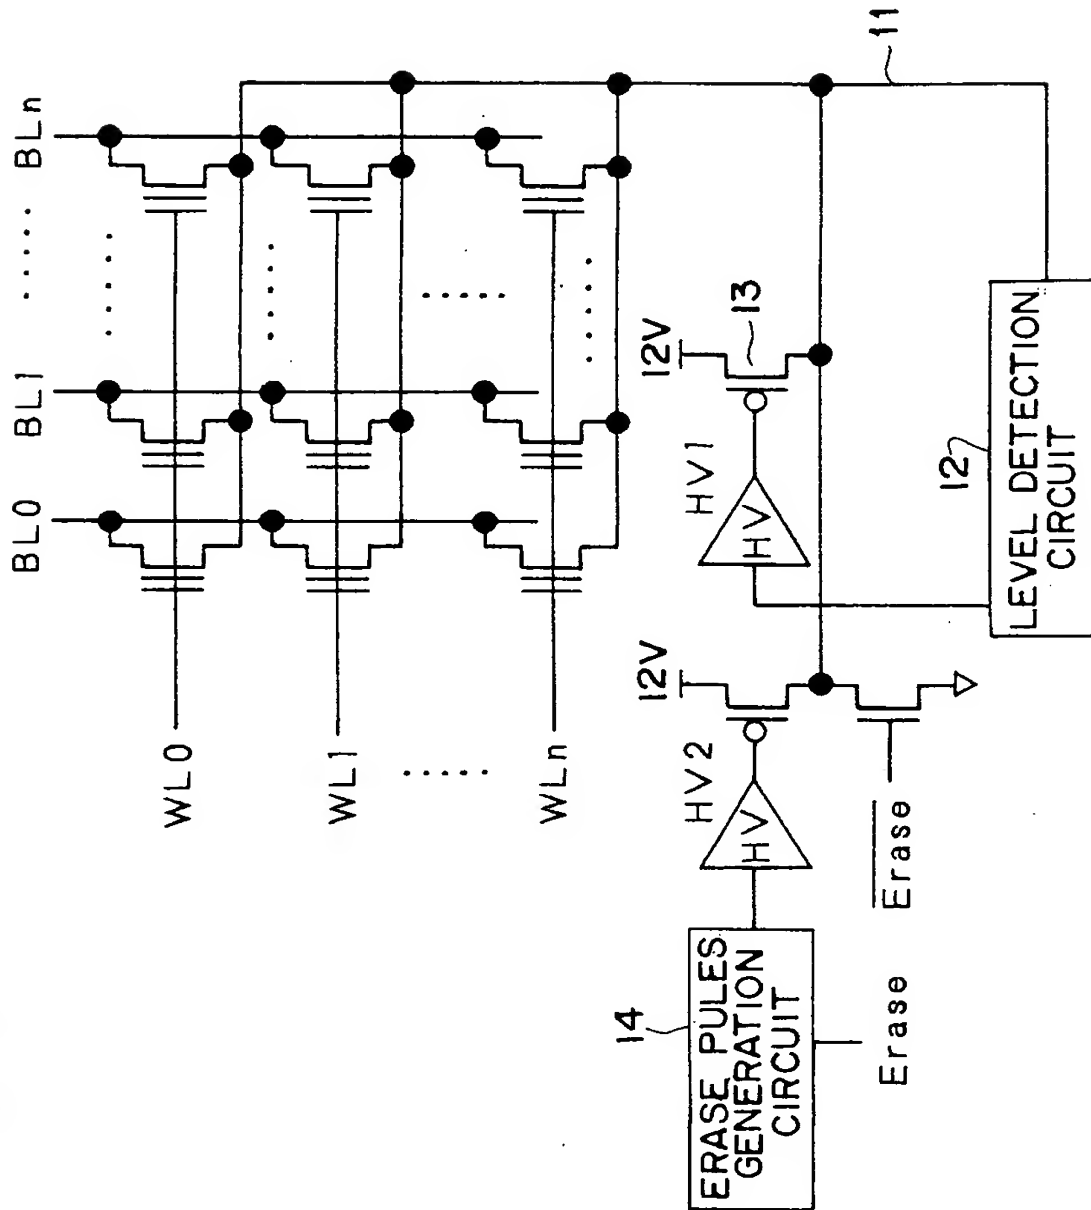 BL0 BL1 ..... BLn
WL0
WL1
.....
WLn
11
12V
13
HV1
HV
12V
HV2
HV
12
LEVEL DETECTION
CIRCUIT
14
ERASE PULES
GENERATION
CIRCUIT
Erase
Erase